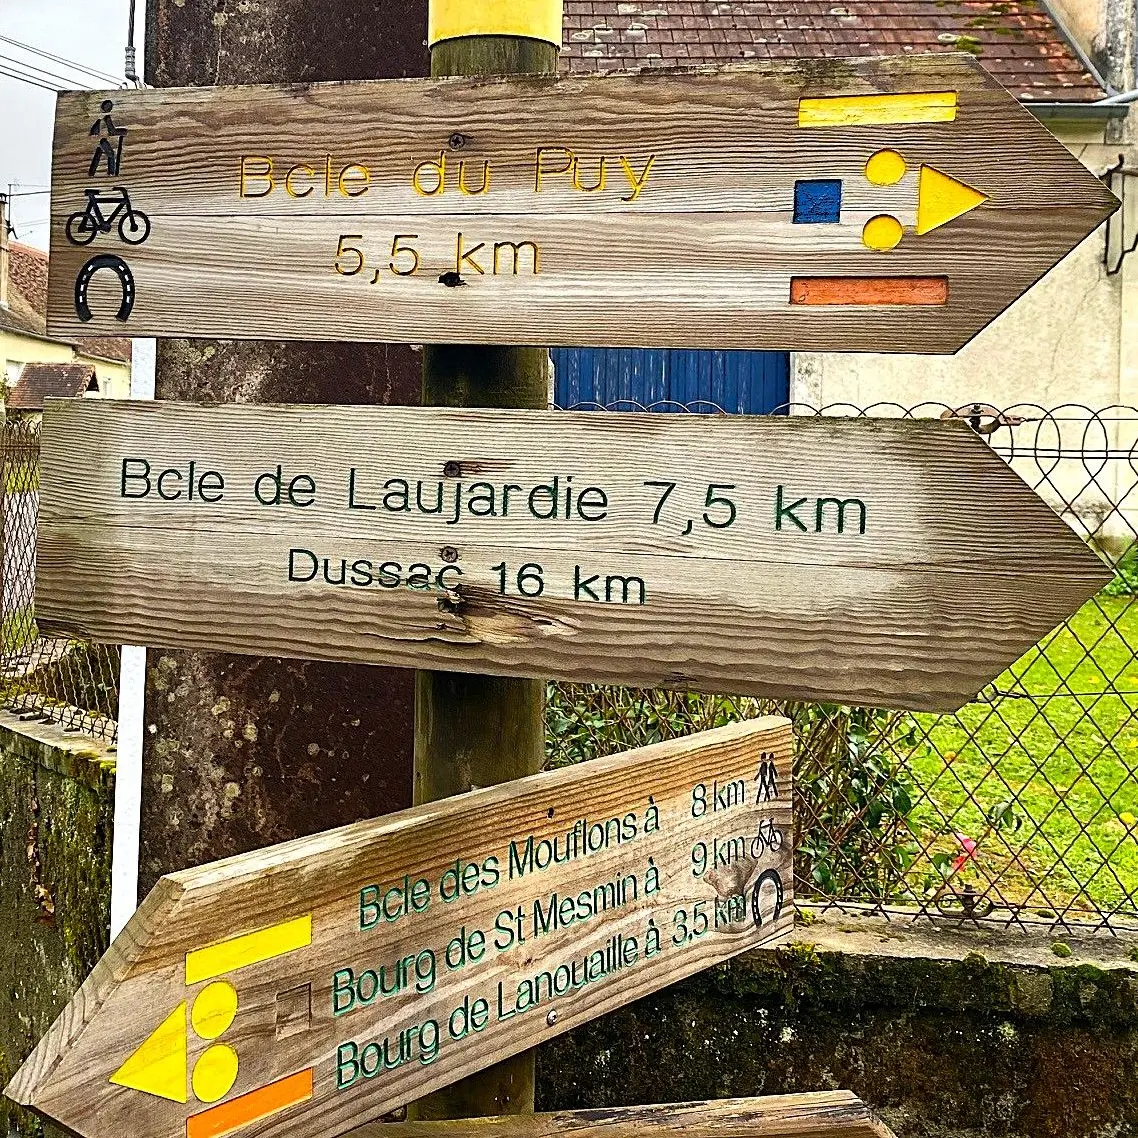 Bcle du Puy
5,5 km
Bcle de Laujardie 7,5 km
Dussac 16 km
Bcle des Mouflons à 8 km
Bourg de St Mesmin à 9 km
Bourg de Lanouaille à 3,5 km